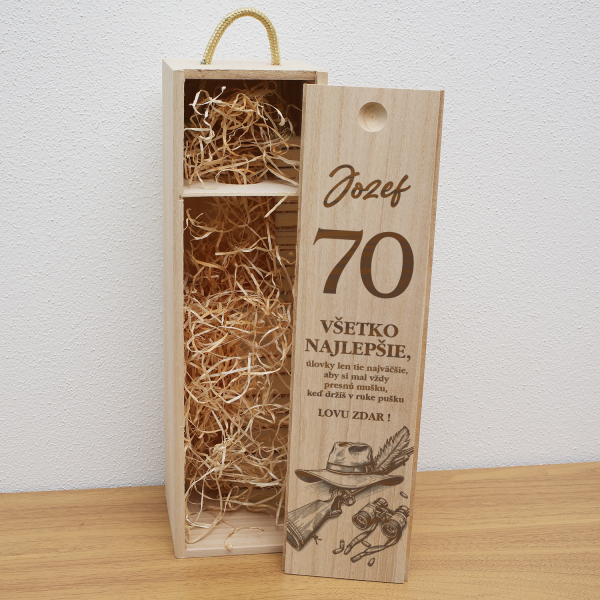 Jozef
70
VŠETKO
NAJLEPŠIE,
úlovky len tie najväčšie,
aby si mal vždy
presnú mušku,
keď držíš v ruke pušku
LOVU ZDAR !